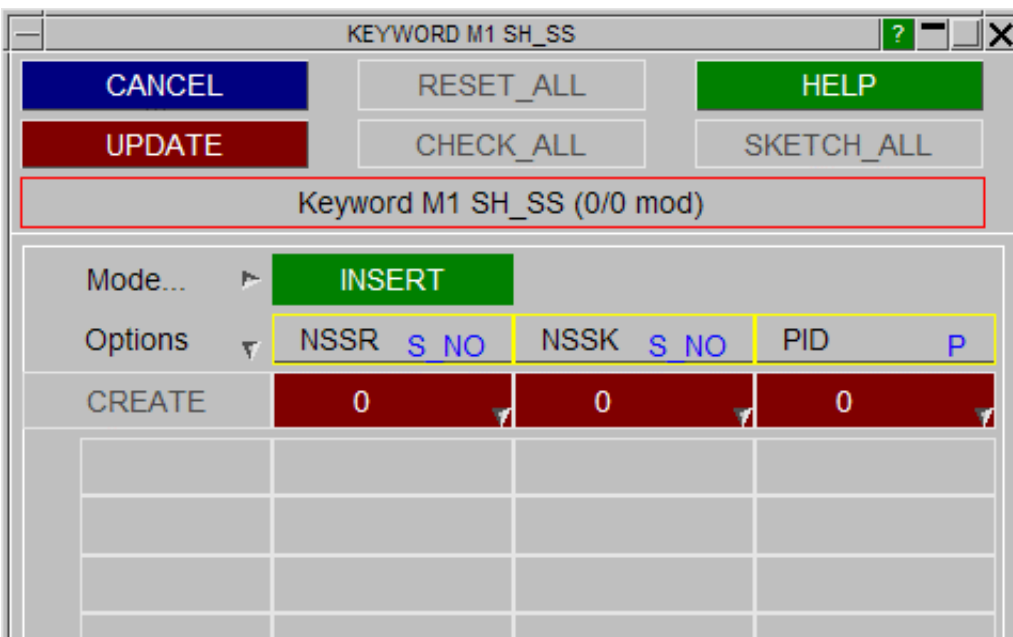 KEYWORD M1 SH_SS ?
CANCEL RESET_ALL HELP
UPDATE CHECK_ALL SKETCH_ALL
Keyword M1 SH_SS (0/0 mod)
Mode... INSERT
Options NSSR S_NO NSSK S_NO PID P
CREATE 0 0 0